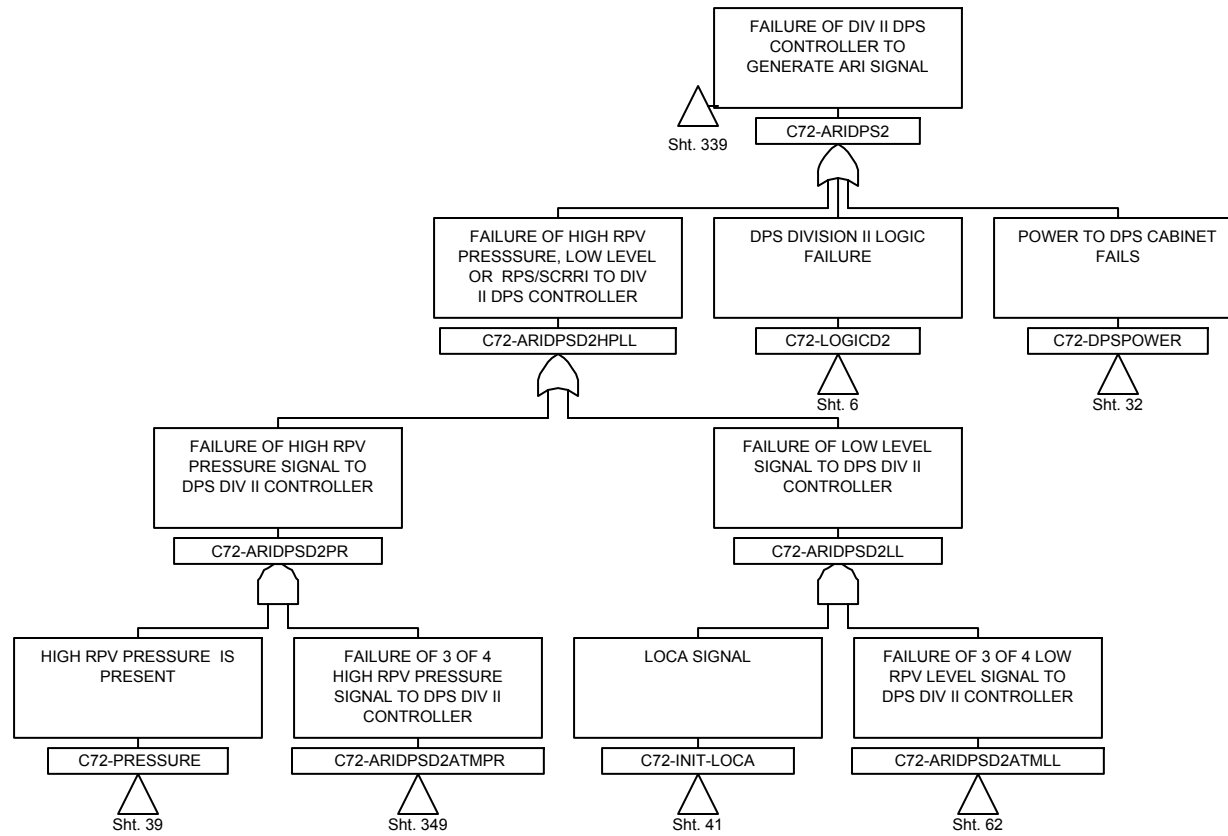 FAILURE OF DIV II DPS
CONTROLLER TO
GENERATE ARI SIGNAL
Sht. 339
C72-ARIDPS2
FAILURE OF HIGH RPV
PRESSSURE, LOW LEVEL
OR RPS/SCRRI TO DIV
II DPS CONTROLLER
C72-ARIDPSD2HPLL
DPS DIVISION II LOGIC
FAILURE
C72-LOGICD2
Sht. 6
POWER TO DPS CABINET
FAILS
C72-DPSPOWER
Sht. 32
FAILURE OF HIGH RPV
PRESSURE SIGNAL TO
DPS DIV II CONTROLLER
C72-ARIDPSD2PR
FAILURE OF LOW LEVEL
SIGNAL TO DPS DIV II
CONTROLLER
C72-ARIDPSD2LL
HIGH RPV PRESSURE IS
PRESENT
C72-PRESSURE
Sht. 39
FAILURE OF 3 OF 4
HIGH RPV PRESSURE
SIGNAL TO DPS DIV II
CONTROLLER
C72-ARIDPSD2ATMPR
Sht. 349
LOCA SIGNAL
C72-INIT-LOCA
Sht. 41
FAILURE OF 3 OF 4 LOW
RPV LEVEL SIGNAL TO
DPS DIV II CONTROLLER
C72-ARIDPSD2ATMLL
Sht. 62